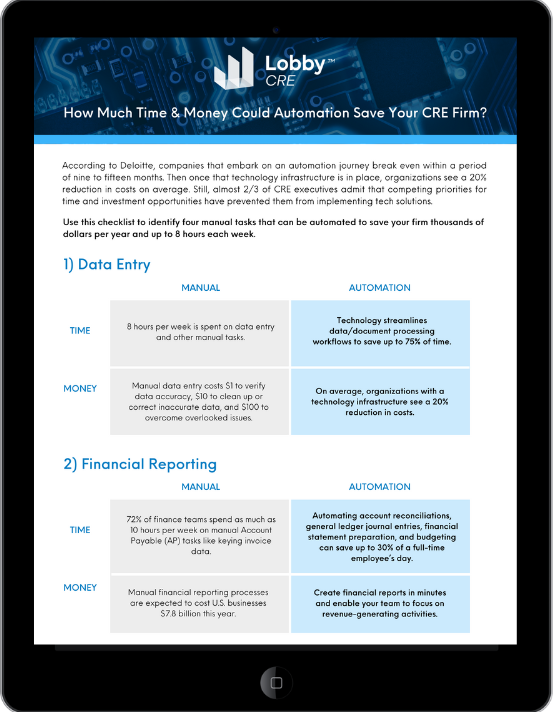 Lobby™
CRE
How Much Time & Money Could Automation Save Your CRE Firm?
According to Deloitte, companies that embark on an automation journey break even within a period
of nine to fifteen months. Then once that technology infrastructure is in place, organizations see a 20%
reduction in costs on average. Still, almost 2/3 of CRE executives admit that competing priorities for
time and investment opportunities have prevented them from implementing tech solutions.
Use this checklist to identify four manual tasks that can be automated to save your firm thousands of
dollars per year and up to 8 hours each week.
1) Data Entry
MANUAL
AUTOMATION
TIME
8 hours per week is spent on data entry
and other manual tasks.
Technology streamlines
data/document processing
workflows to save up to 75% of time.
MONEY
Manual data entry costs $1 to verify
data accuracy, $10 to clean up or
correct inaccurate data, and $100 to
overcome overlooked issues.
On average, organizations with a
technology infrastructure see a 20%
reduction in costs.
2) Financial Reporting
MANUAL
AUTOMATION
TIME
72% of finance teams spend as much as
10 hours per week on manual Account
Payable (AP) tasks like keying invoice
data.
Automating account reconciliations,
general ledger journal entries, financial
statement preparation, and budgeting
can save up to 30% of a full-time
employee's day.
MONEY
Manual financial reporting processes
are expected to cost U.S. businesses
$7.8 billion this year.
Create financial reports in minutes
and enable your team to focus on
revenue-generating activities.